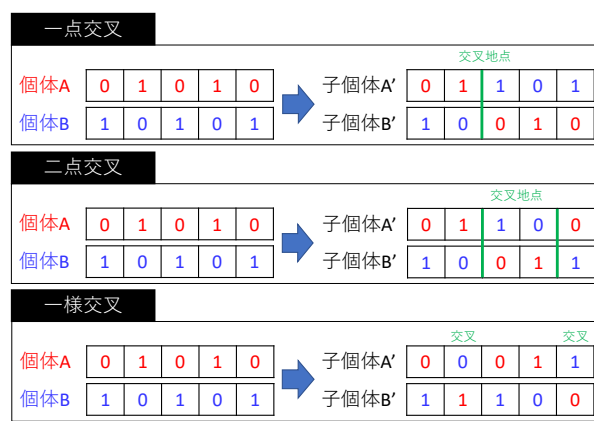 一点交叉
交叉地点
個体A 0 1 0 1 0 子個体A’ 0 1 1 0 1
個体B 1 0 1 0 1 子個体B’ 1 0 0 1 0
二点交叉
交叉地点
個体A 0 1 0 1 0 子個体A’ 0 1 1 0 0
個体B 1 0 1 0 1 子個体B’ 1 0 0 1 1
一様交叉
交叉 交叉
個体A 0 1 0 1 0 子個体A’ 0 0 0 1 1
個体B 1 0 1 0 1 子個体B’ 1 1 1 0 0